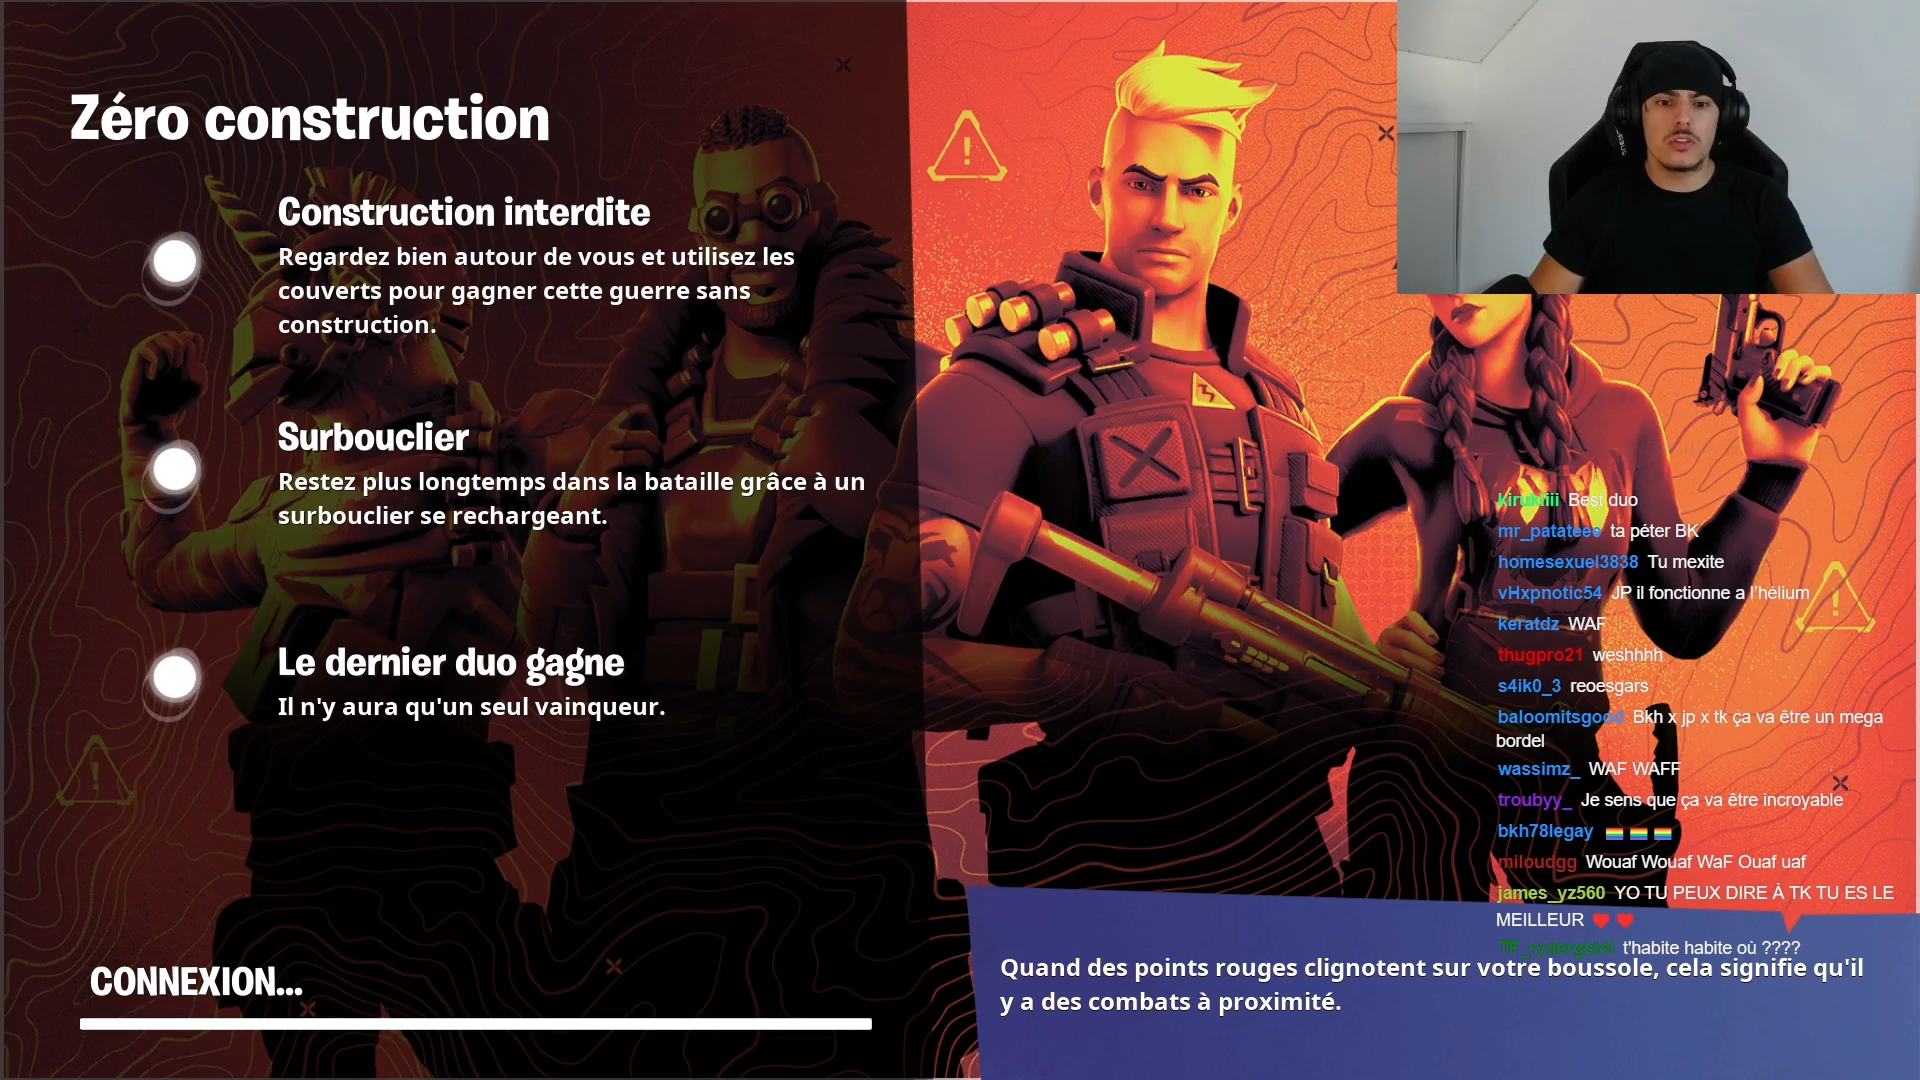 Zéro construction
Construction interdite
Regardez bien autour de vous et utilisez les
couverts pour gagner cette guerre sans
construction.
Surbouclier
Restez plus longtemps dans la bataille grâce à un
surbouclier se rechargeant.
Le dernier duo gagne
Il n'y aura qu'un seul vainqueur.
CONNEXION...
Best duo
mr_patateee ta péter BK
homesexuel3838 Tu mexite
vHxpnotic54 JP il fonctionne a l'hélium
keratdz WAF
thugpro21 weshhhh
s4ik0_3 reoesgars
baloomitsgood Bkh x jp x tk ça va être un mega
bordel
wassimz_ WAF WAFF
troubyy_ Je sens que ça va être incroyable
bkh78legay 🏳️‍🌈 🏳️‍🌈 🏳️‍🌈
miloudgg Wouaf Wouaf WaF Ouaf uaf
james_yz560 YO TU PEUX DIRE À TK TU ES LE
MEILLEUR ♥ ♥
t'habite habite où ????
Quand des points rouges clignotent sur votre boussole, cela signifie qu'il
y a des combats à proximité.